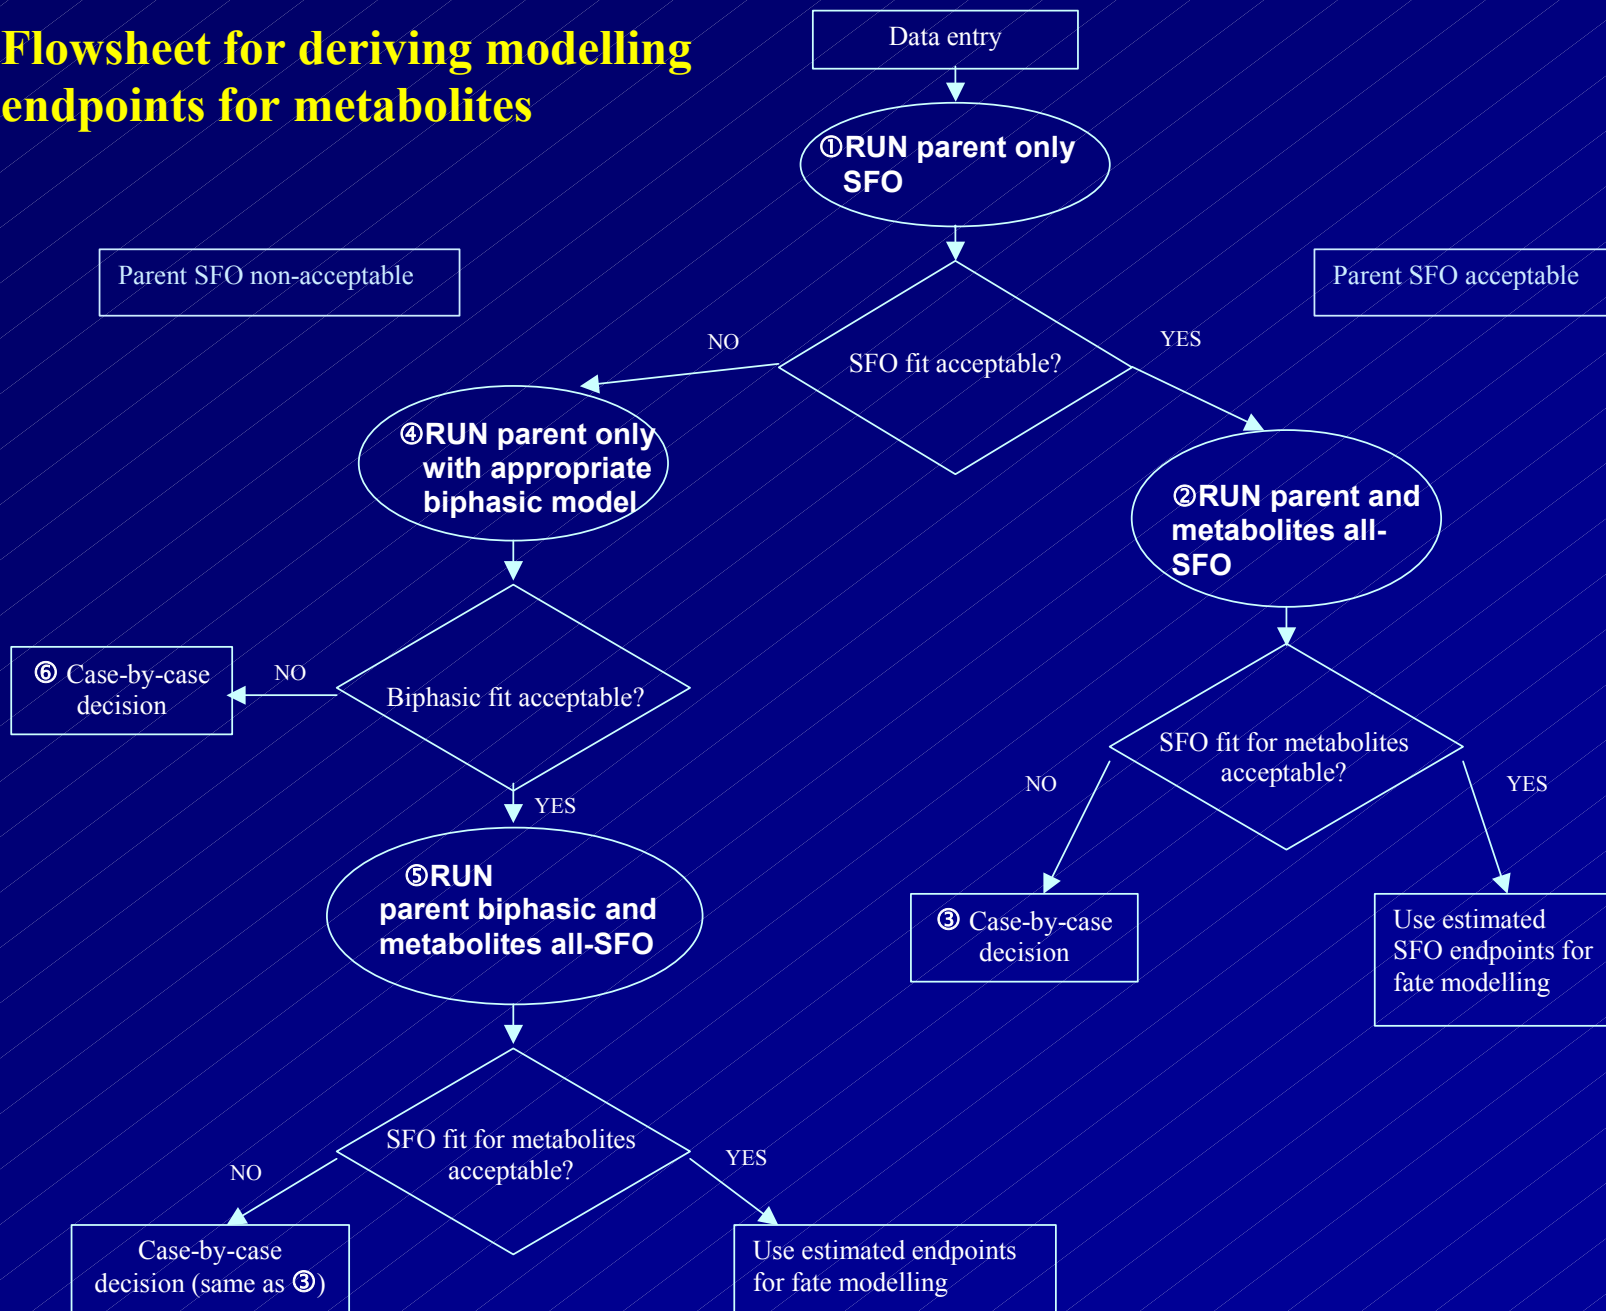 Flowsheet for deriving modelling
endpoints for metabolites
Data entry
①RUN parent only
SFO
Parent SFO non-acceptable
Parent SFO acceptable
NO
SFO fit acceptable?
YES
④RUN parent only
with appropriate
biphasic model
②RUN parent and
metabolites all-
SFO
⑥ Case-by-case
decision
NO
Biphasic fit acceptable?
SFO fit for metabolites
acceptable?
NO
YES
YES
⑤RUN
parent biphasic and
metabolites all-SFO
③ Case-by-case
decision
Use estimated
SFO endpoints for
fate modelling
SFO fit for metabolites
acceptable?
NO
YES
Case-by-case
decision (same as ③)
Use estimated endpoints
for fate modelling